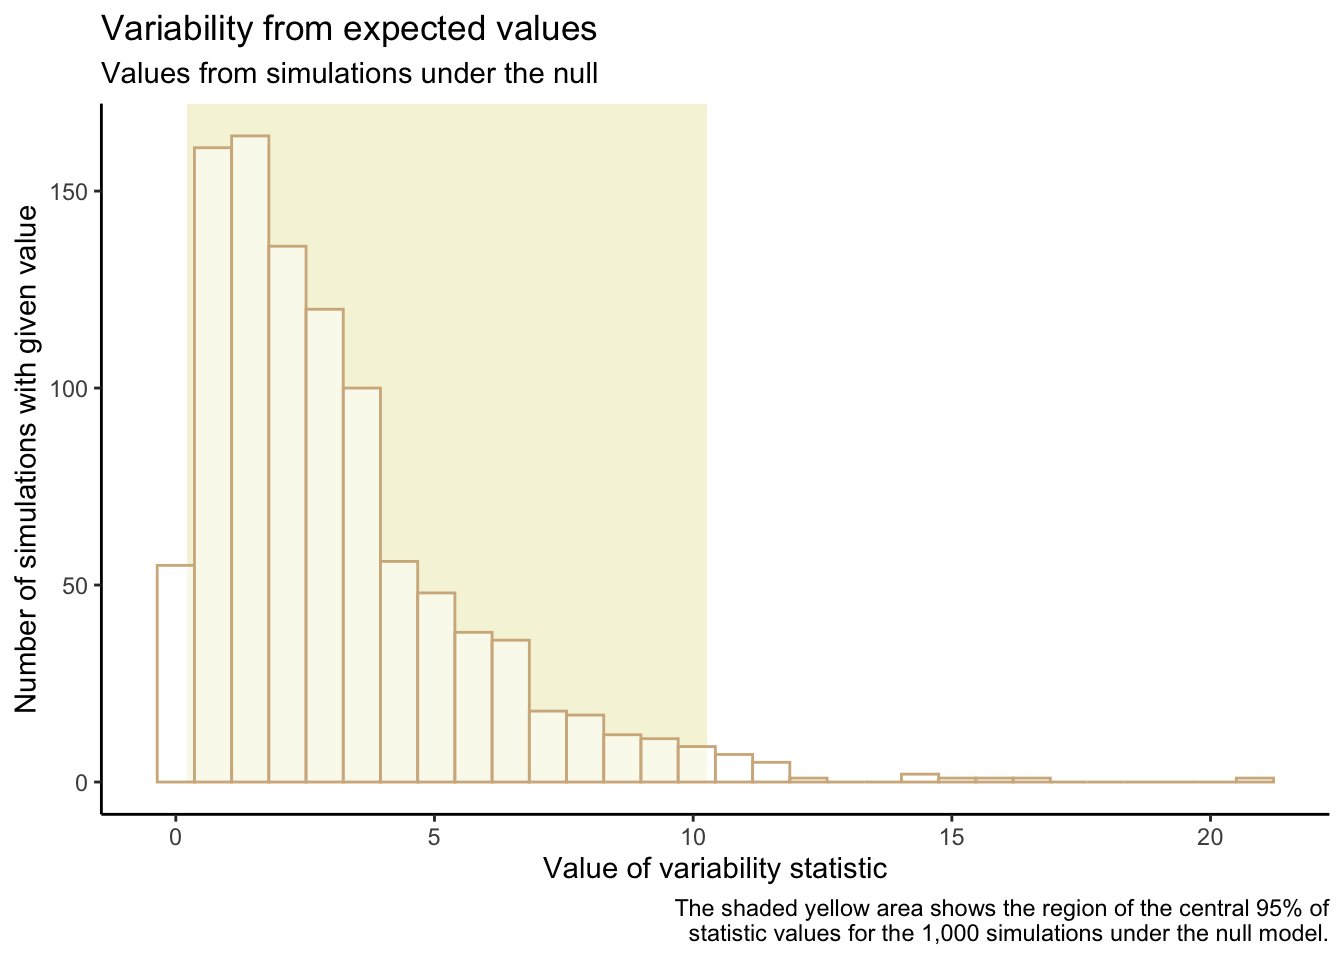 Variability from expected values
Values from simulations under the null
Number of simulations with given value
150
100
50
0
0 5 10 15 20
Value of variability statistic
The shaded yellow area shows the region of the central 95% of
statistic values for the 1,000 simulations under the null model.